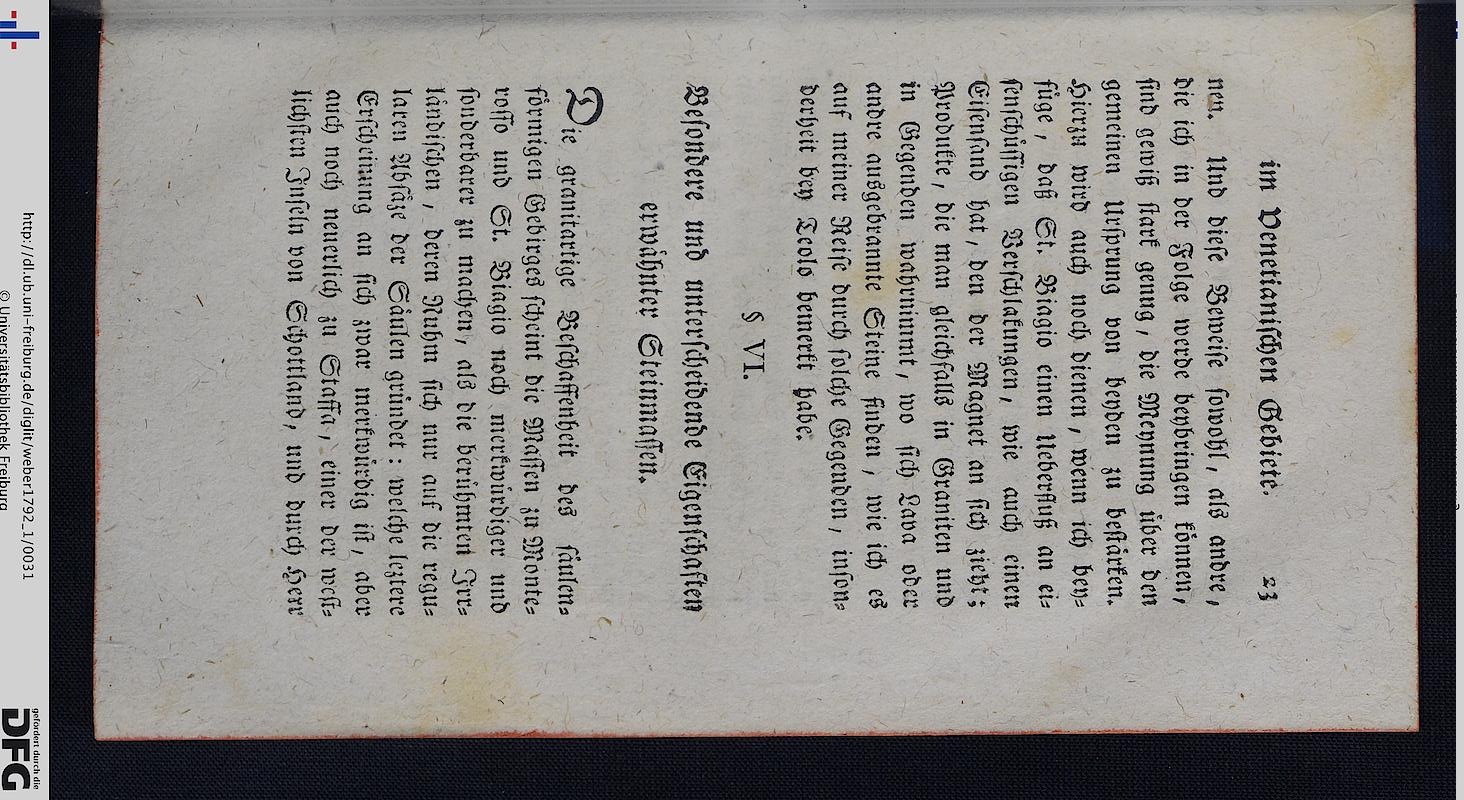 im Venetianischen Gebiete. 23
men. Und diese Beweise sowohl, als andre,
die ich in der Folge werde beybringen können,
sind gewiß stark genug, die Meynung über den
gemeinen Ursprung von beyden zu bestärken.
Hierzu wird auch noch dienen, wenn ich bey-
füge, daß St. Biagio einen Ueberfluß an ei-
senschüssigen Verschlakungen, wie auch einen
Eisensand hat, den der Magnet an sich zieht;
Produkte, die man gleichfalls in Graniten und
in Gegenden wahrnimmt, wo sich Lava oder
andre ausgebrannte Steine finden, wie ich es
auf meiner Reise durch solche Gegenden, inson-
derheit bey Teolo bemerkt habe.
§ VI.
Besondere und unterscheidende Eigenschaften
erwähnter Steinmassen.
Die granitartige Beschaffenheit des säulen-
förmigen Gebirges scheint die Massen zu Monte-
rosso und St. Biagio noch merkwürdiger und
sonderbarer zu machen, als die berühmten Irr-
ländischen, deren Ruhm sich nur auf die regu-
laren Absäze der Säulen gründet: welche leztere
Erscheinung an sich zwar merkwürdig ist, aber
auch noch neuerlich zu Staffa, einer der west-
lichsten Inseln von Schottland, und durch Herr
http://dl.ub.uni-freiburg.de/diglit/weber1792_1/0031
© Universitätsbibliothek Freiburg
gefördert durch die
DFG